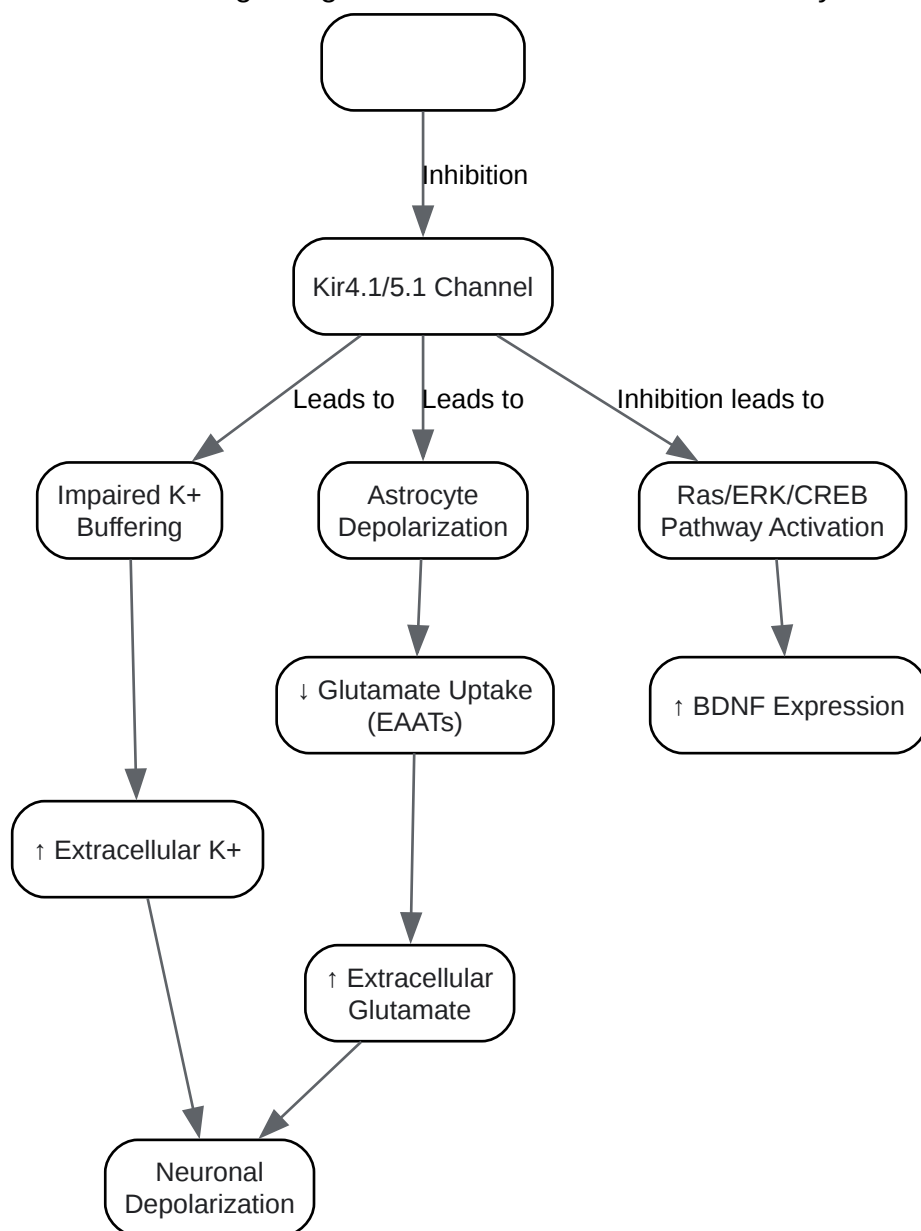 Inhibition
Kir4.1/5.1 Channel
Leads to
Leads to
Inhibition leads to
Impaired K+
Buffering
Astrocyte
Depolarization
Ras/ERK/CREB
Pathway Activation
↓ Glutamate Uptake
(EAATs)
↑ BDNF Expression
↑ Extracellular K+
↑ Extracellular
Glutamate
Neuronal
Depolarization